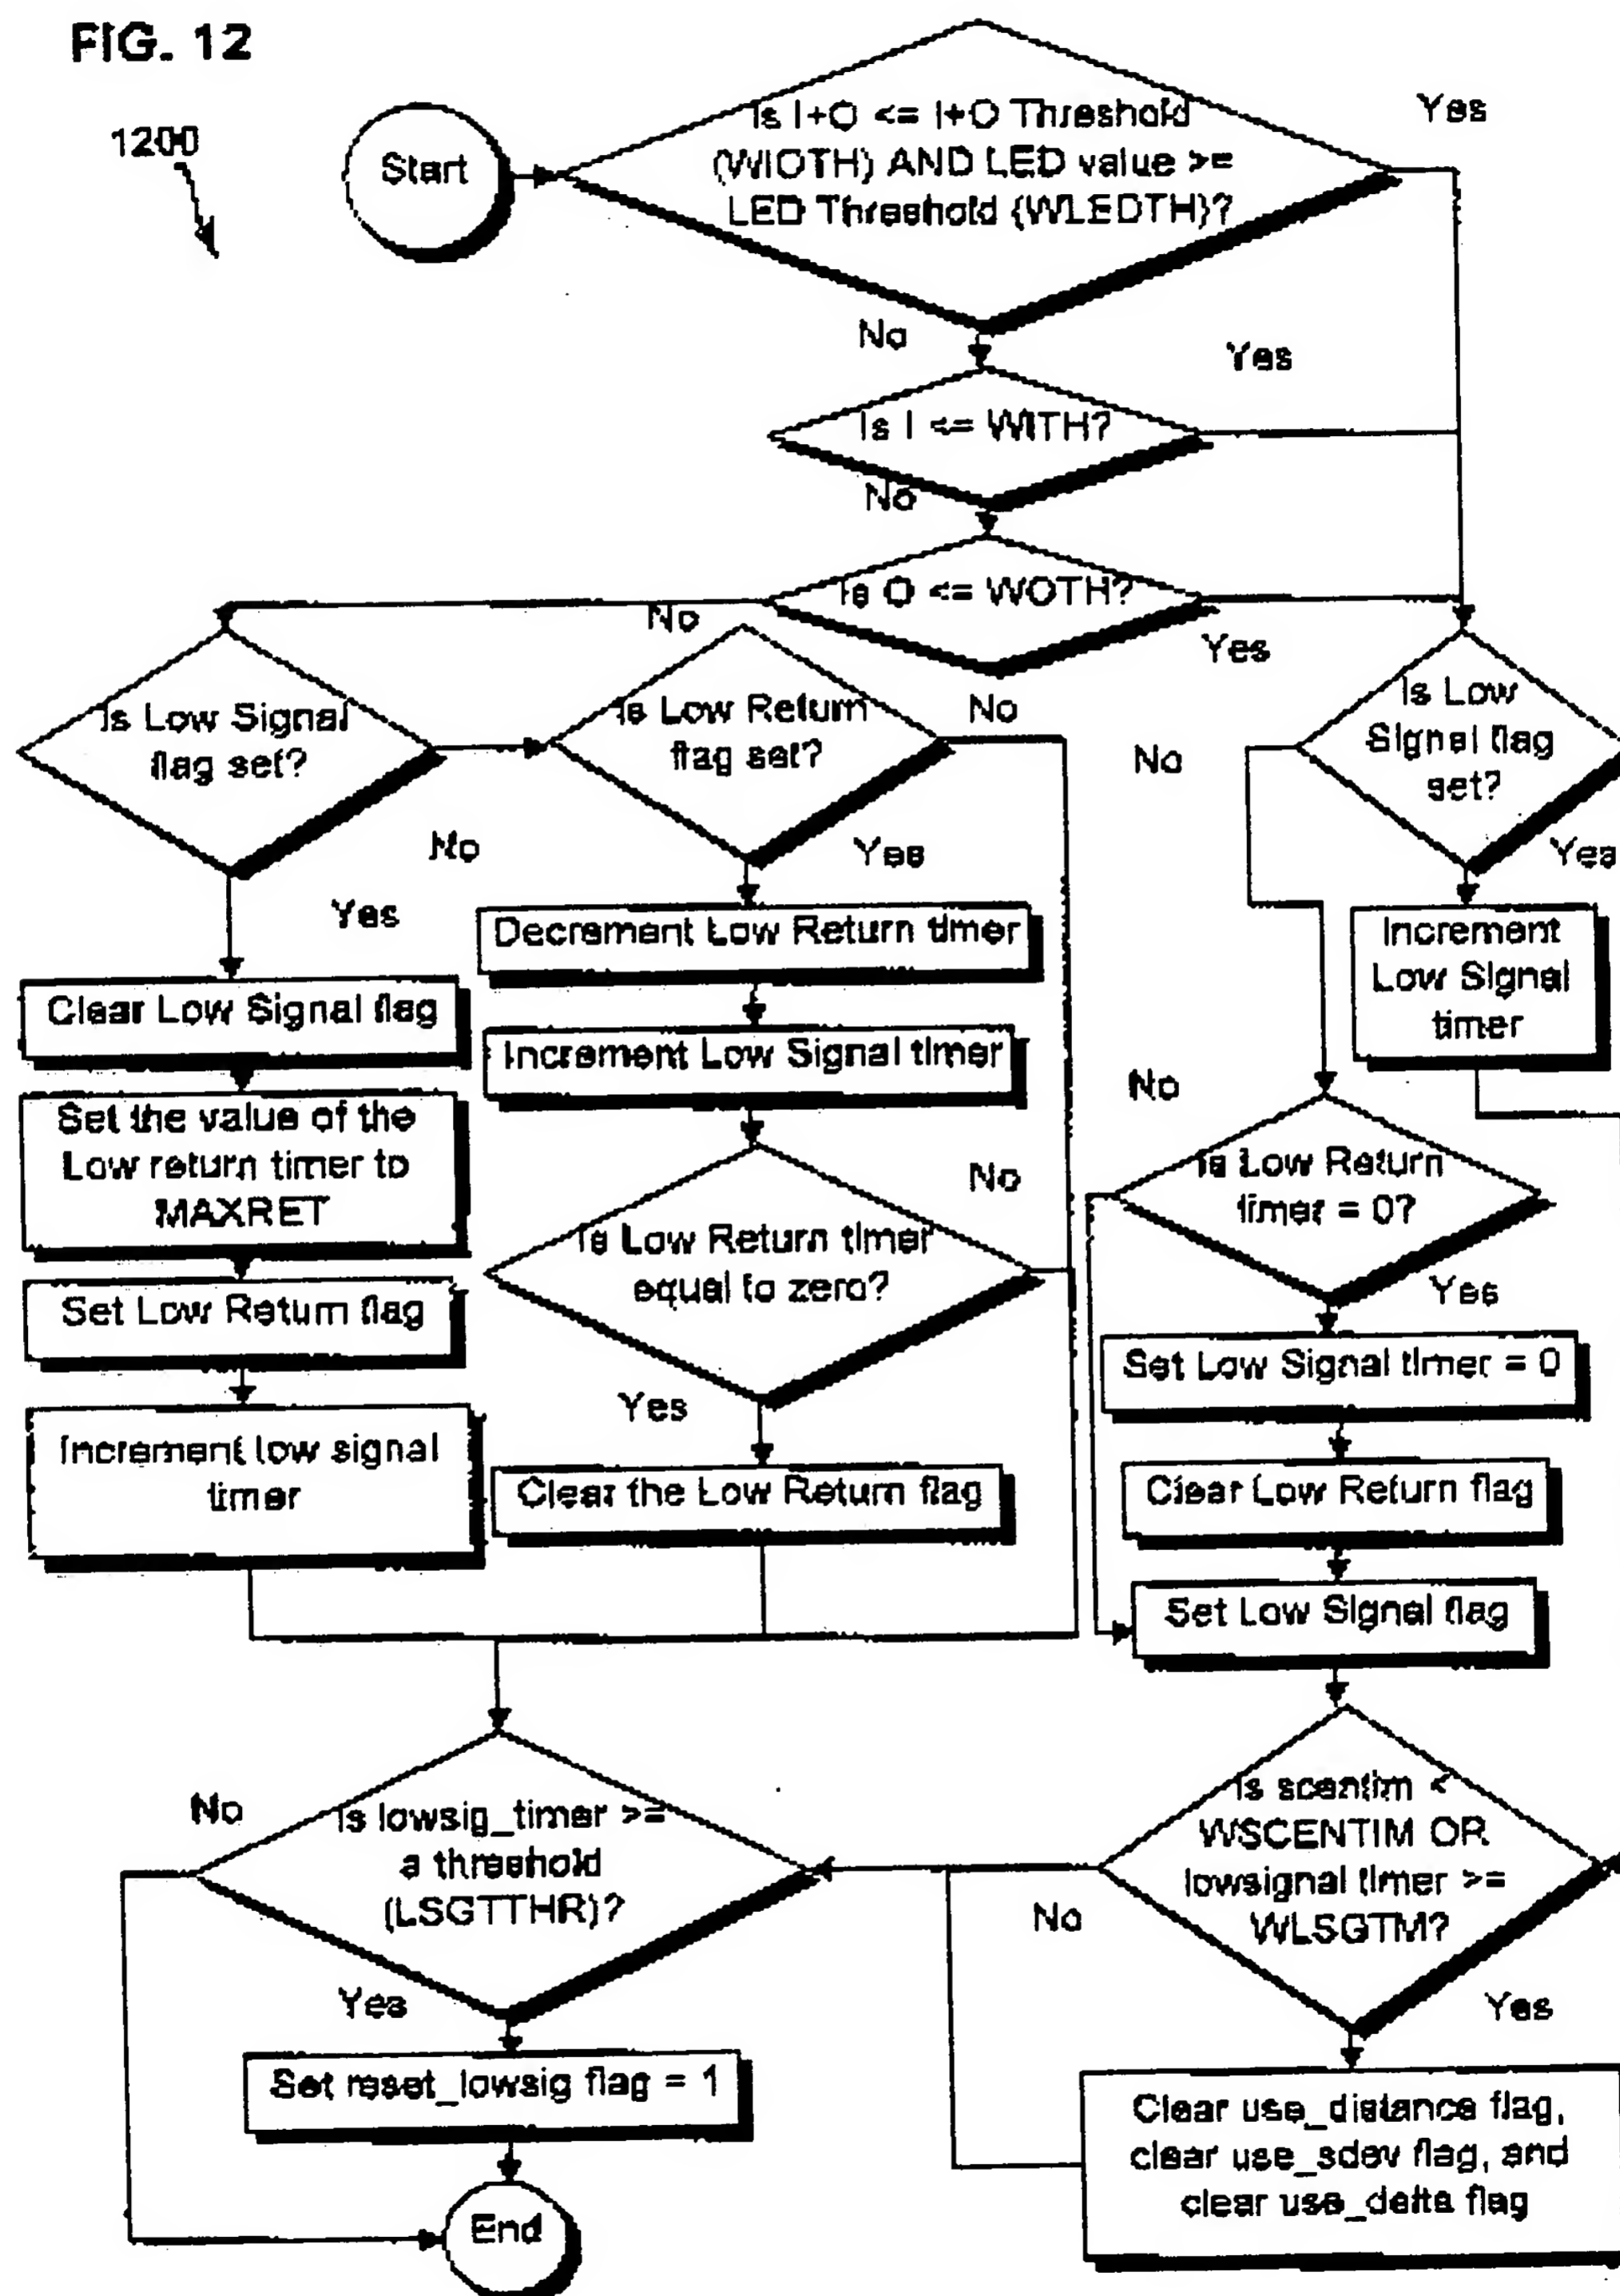 FIG. 12
1200
Start
Is I+O <= I+O Threshold
(WIOTH) AND LED value >=
LED Threshold (WLEDTH)?
Yes
No
Is I <= WITH?
Yes
No
Is O <= WOTH?
No
Yes
Is Low Signal
flag set?
No
Yes
Is Low Return
flag set?
No
Yes
Is Low
Signal flag
set?
No
Yes
Clear Low Signal flag
Set the value of the
Low return timer to
MAXRET
Set Low Return flag
Increment low signal
timer
Decrement Low Return timer
Increment Low Signal timer
Is Low Return timer
equal to zero?
No
Yes
Clear the Low Return flag
Increment
Low Signal
timer
Is Low Return
timer = 0?
No
Yes
Set Low Signal timer = 0
Clear Low Return flag
Set Low Signal flag
Is scentim <
WSCENTIM OR
lowsignal timer >=
WLSGTM?
No
Yes
Clear use_distance flag,
clear use_sdev flag, and
clear use_delta flag
Is lowsig_timer >=
a threshold
(LSGTTHR)?
No
Yes
Set reset_lowsig flag = 1
End